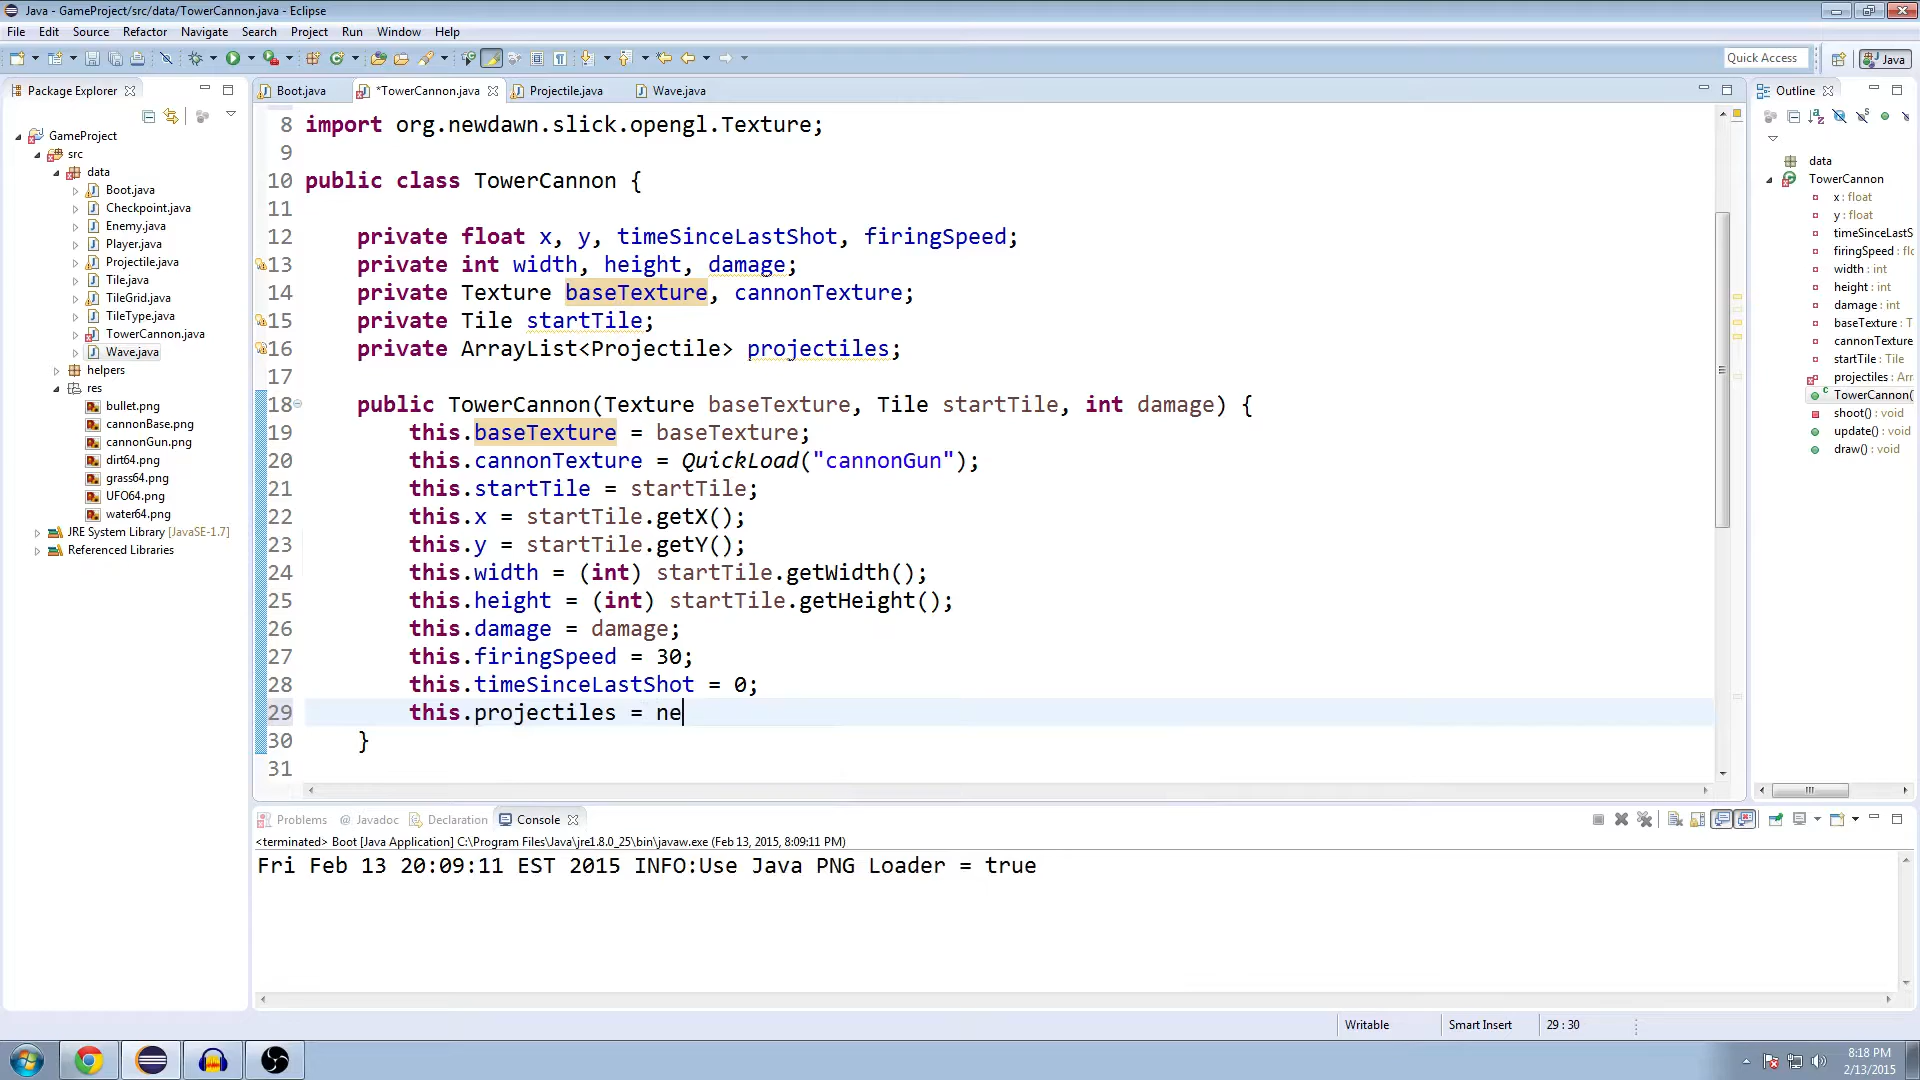 Java - GameProject/src/data/TowerCannon.java - Eclipse
File Edit Source Refactor Navigate Search Project Run Window Help
Quick Access
Java
Package Explorer
GameProject
src
data
Boot.java
Checkpoint.java
Enemy.java
Player.java
Projectile.java
Tile.java
TileGrid.java
TileType.java
TowerCannon.java
Wave.java
helpers
res
bullet.png
cannonBase.png
cannonGun.png
dirt64.png
grass64.png
UFO64.png
water64.png
JRE System Library [JavaSE-1.7]
Referenced Libraries
Boot.java *TowerCannon.java Projectile.java Wave.java
8 import org.newdawn.slick.opengl.Texture;
9
10 public class TowerCannon {
11
12 private float x, y, timeSinceLastShot, firingSpeed;
13 private int width, height, damage;
14 private Texture baseTexture, cannonTexture;
15 private Tile startTile;
16 private ArrayList<Projectile> projectiles;
17
18 public TowerCannon(Texture baseTexture, Tile startTile, int damage) {
19 this.baseTexture = baseTexture;
20 this.cannonTexture = QuickLoad("cannonGun");
21 this.startTile = startTile;
22 this.x = startTile.getX();
23 this.y = startTile.getY();
24 this.width = (int) startTile.getWidth();
25 this.height = (int) startTile.getHeight();
26 this.damage = damage;
27 this.firingSpeed = 30;
28 this.timeSinceLastShot = 0;
29 this.projectiles = ne
30 }
31
Outline
data
TowerCannon
x : float
y : float
timeSinceLastS
firingSpeed : flo
width : int
height : int
damage : int
baseTexture : T
cannonTexture
startTile : Tile
projectiles : Arr
TowerCannon(
shoot() : void
update() : void
draw() : void
Problems @ Javadoc Declaration Console
<terminated> Boot [Java Application] C:\Program Files\Java\jre1.8.0_25\bin\javaw.exe (Feb 13, 2015, 8:09:11 PM)
Fri Feb 13 20:09:11 EST 2015 INFO:Use Java PNG Loader = true
Writable Smart Insert 29 : 30
8:18 PM
2/13/2015